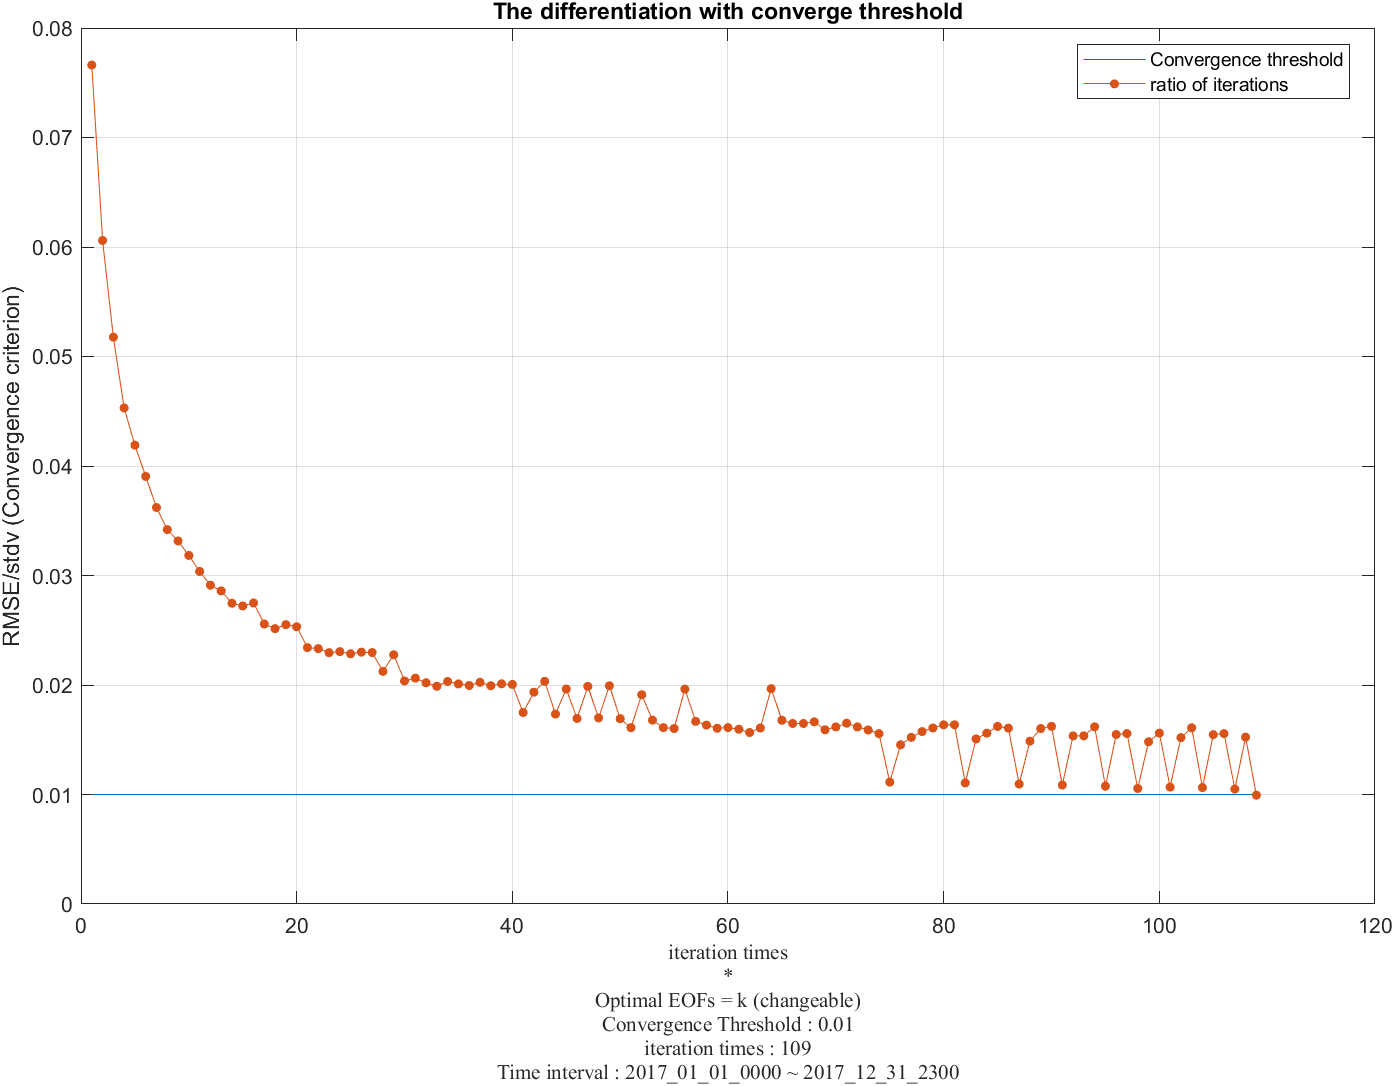 The differentiation with converge threshold
Convergence threshold
ratio of iterations
RMSE/stdv (Convergence criterion)
0.08
0.07
0.06
0.05
0.04
0.03
0.02
0.01
0
0 20 40 60 80 100 120
iteration times
*
Optimal EOFs = k (changeable)
Convergence Threshold : 0.01
iteration times : 109
Time interval : 2017_01_01_0000 ~ 2017_12_31_2300